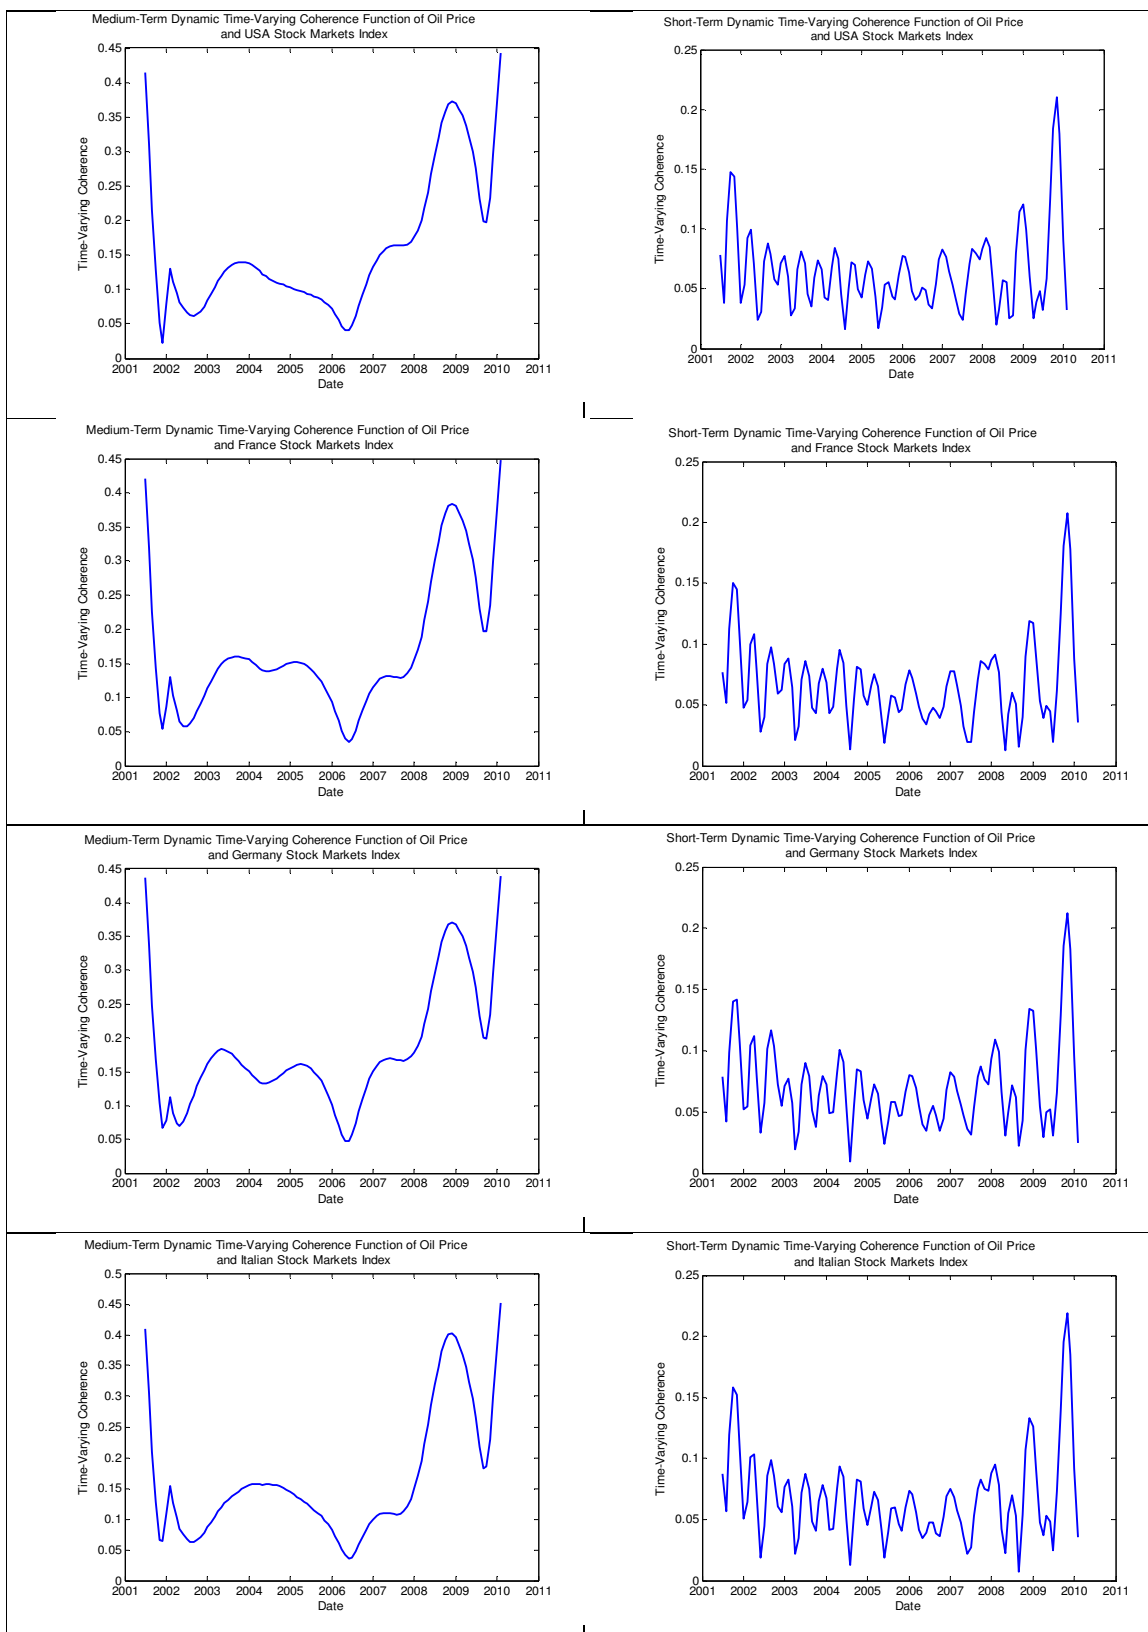 Medium-Term Dynamic Time-Varying Coherence Function of Oil Price
and USA Stock Markets Index
0.45
0.4
0.35
0.3
0.25
0.2
0.15
0.1
0.05
0
Time-Varying Coherence
2001 2002 2003 2004 2005 2006 2007 2008 2009 2010 2011
Date
Short-Term Dynamic Time-Varying Coherence Function of Oil Price
and USA Stock Markets Index
0.25
0.2
0.15
0.1
0.05
0
Time-Varying Coherence
2001 2002 2003 2004 2005 2006 2007 2008 2009 2010 2011
Date
Medium-Term Dynamic Time-Varying Coherence Function of Oil Price
and France Stock Markets Index
0.45
0.4
0.35
0.3
0.25
0.2
0.15
0.1
0.05
0
Time-Varying Coherence
2001 2002 2003 2004 2005 2006 2007 2008 2009 2010 2011
Date
Short-Term Dynamic Time-Varying Coherence Function of Oil Price
and France Stock Markets Index
0.25
0.2
0.15
0.1
0.05
0
Time-Varying Coherence
2001 2002 2003 2004 2005 2006 2007 2008 2009 2010 2011
Date
Medium-Term Dynamic Time-Varying Coherence Function of Oil Price
and Germany Stock Markets Index
0.45
0.4
0.35
0.3
0.25
0.2
0.15
0.1
0.05
0
Time-Varying Coherence
2001 2002 2003 2004 2005 2006 2007 2008 2009 2010 2011
Date
Short-Term Dynamic Time-Varying Coherence Function of Oil Price
and Germany Stock Markets Index
0.25
0.2
0.15
0.1
0.05
0
Time-Varying Coherence
2001 2002 2003 2004 2005 2006 2007 2008 2009 2010 2011
Date
Medium-Term Dynamic Time-Varying Coherence Function of Oil Price
and Italian Stock Markets Index
0.5
0.45
0.4
0.35
0.3
0.25
0.2
0.15
0.1
0.05
0
Time-Varying Coherence
2001 2002 2003 2004 2005 2006 2007 2008 2009 2010 2011
Date
Short-Term Dynamic Time-Varying Coherence Function of Oil Price
and Italian Stock Markets Index
0.25
0.2
0.15
0.1
0.05
0
Time-Varying Coherence
2001 2002 2003 2004 2005 2006 2007 2008 2009 2010 2011
Date